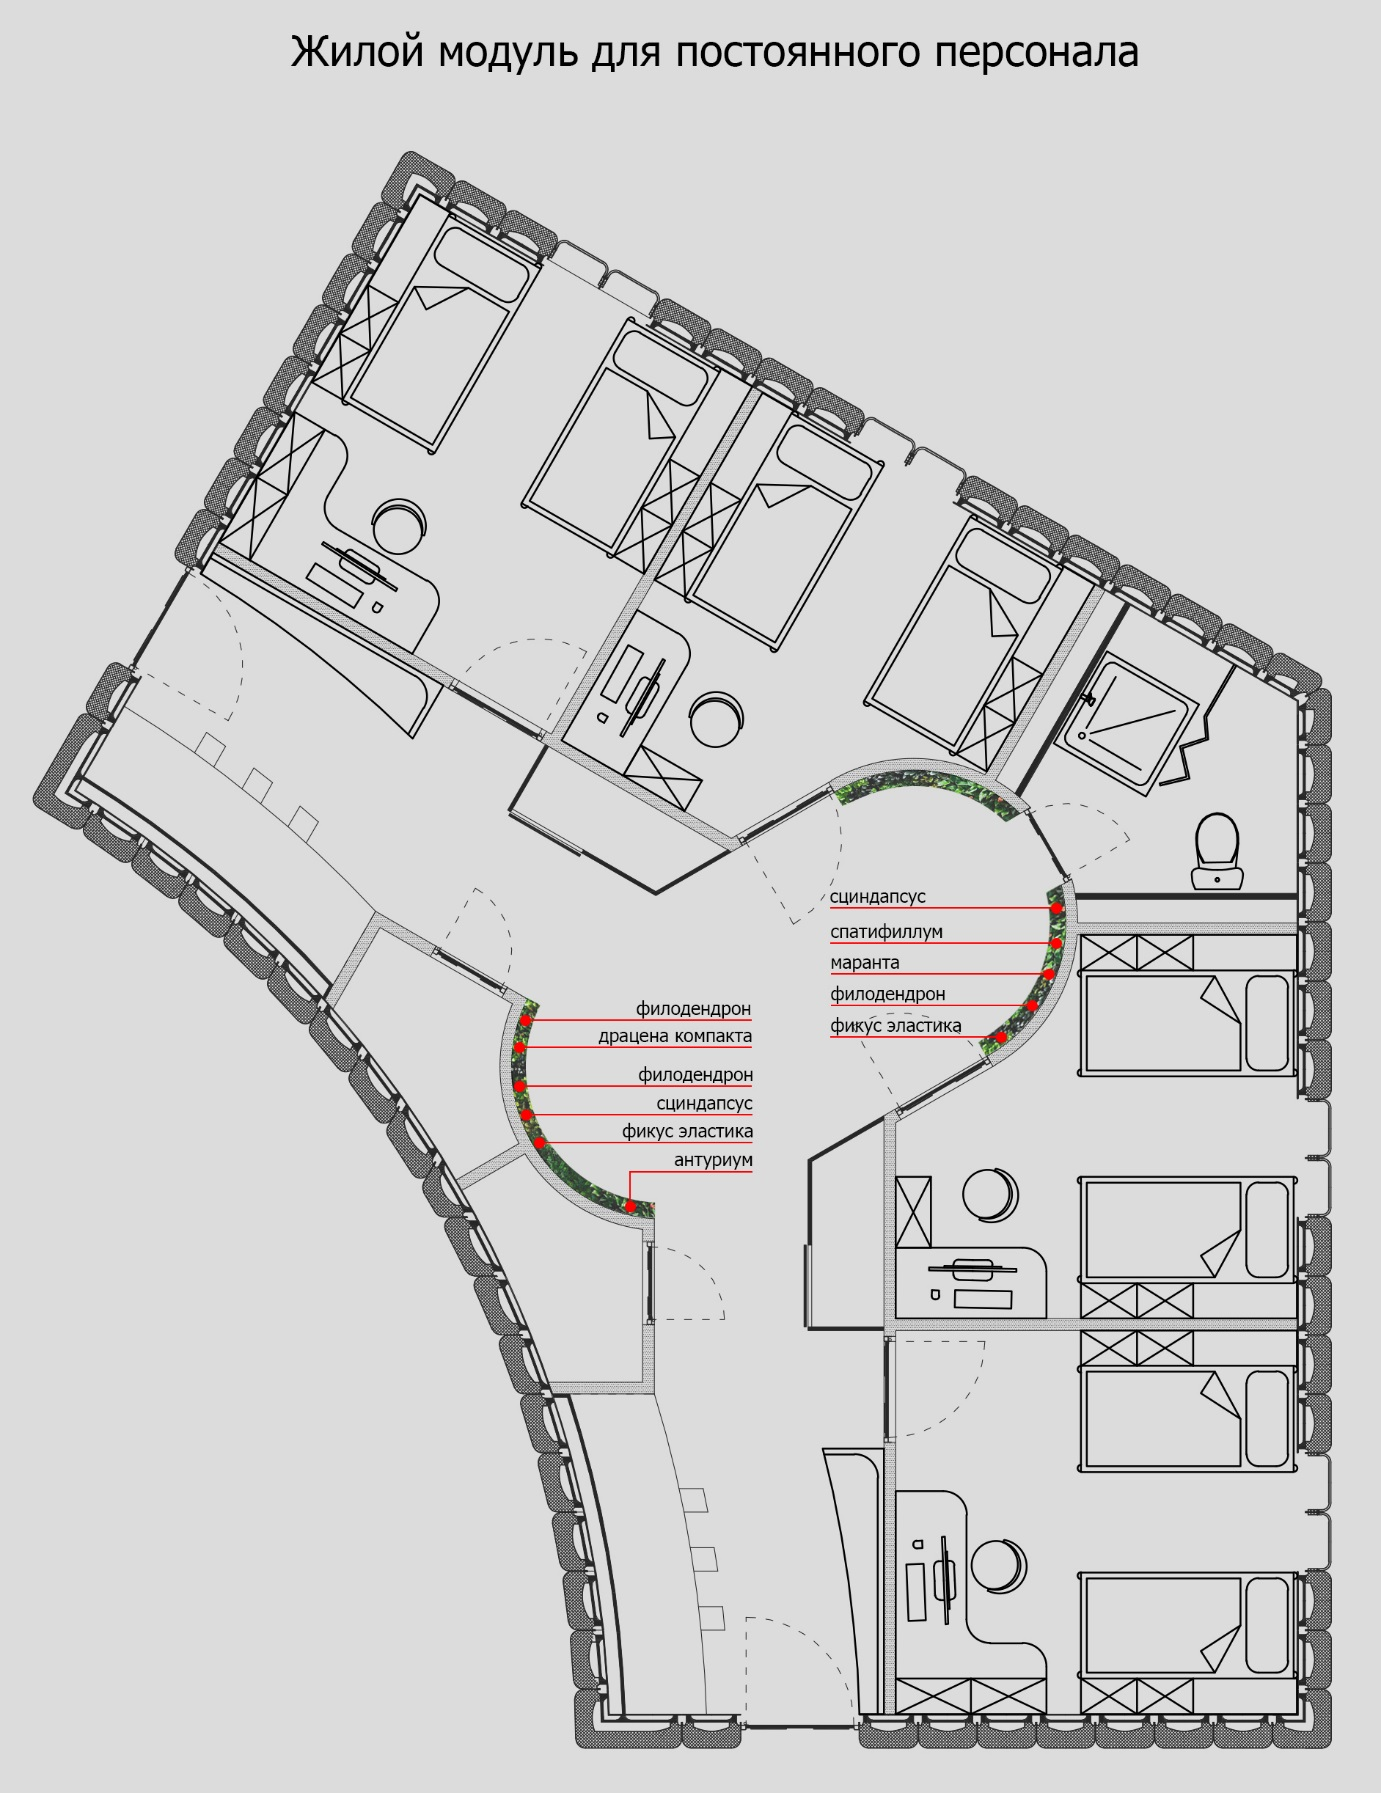 Жилой модуль для постоянного персонала
сциндапсус
спатифиллум
маранта
филодендрон
фикус эластика
филодендрон
драцена компакта
филодендрон
сциндапсус
фикус эластика
антуриум